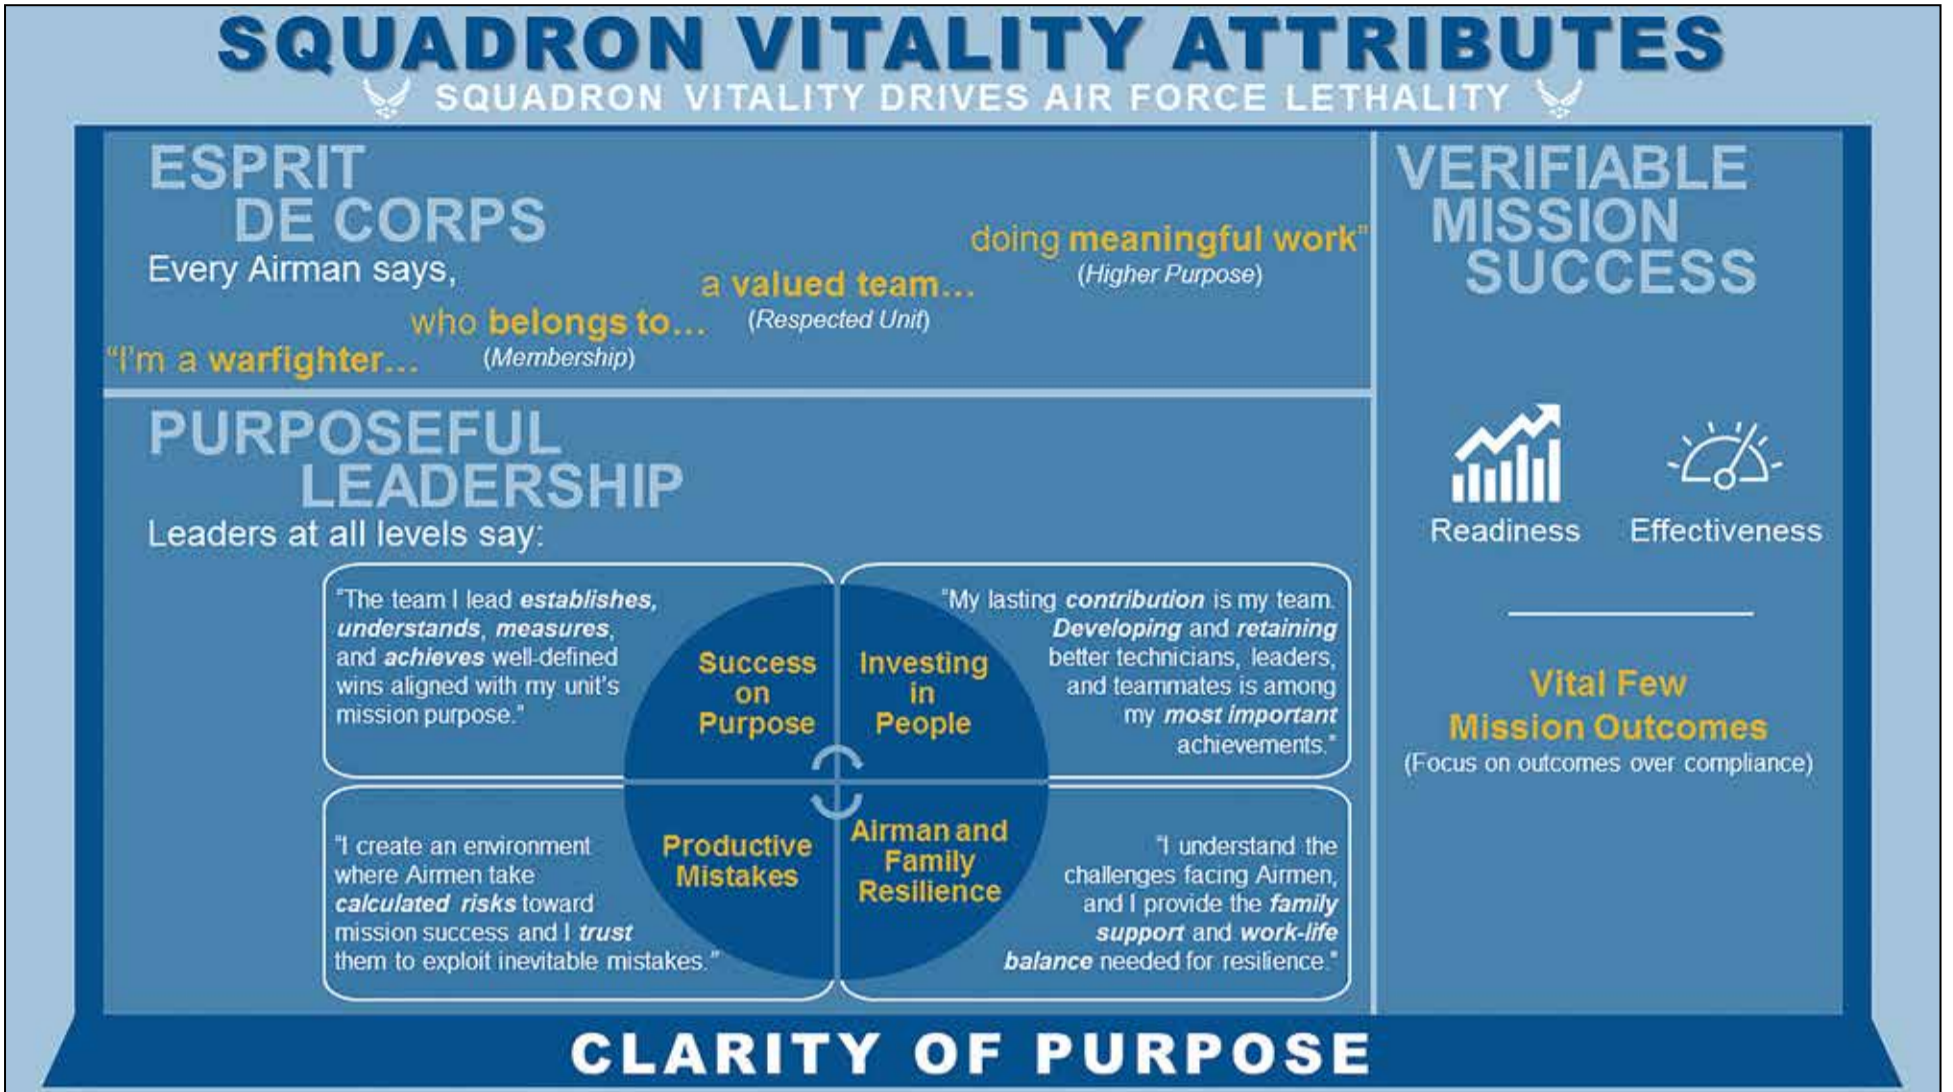 SQUADRON VITALITY ATTRIBUTES
SQUADRON VITALITY DRIVES AIR FORCE LETHALITY
ESPRIT
DE CORPS
Every Airman says,
"I'm a warfighter...
who belongs to...
(Membership)
a valued team...
(Respected Unit)
doing meaningful work"
(Higher Purpose)
PURPOSEFUL
LEADERSHIP
Leaders at all levels say:
"The team I lead establishes,
understands, measures,
and achieves well-defined
wins aligned with my unit's
mission purpose."
Success
on
Purpose
Investing
in
People
"My lasting contribution is my team.
Developing and retaining
better technicians, leaders,
and teammates is among
my most important
achievements."
"I create an environment
where Airmen take
calculated risks toward
mission success and I trust
them to exploit inevitable mistakes."
Productive
Mistakes
Airman and
Family
Resilience
"I understand the
challenges facing Airmen,
and I provide the family
support and work-life
balance needed for resilience."
VERIFIABLE
MISSION
SUCCESS
Readiness
Effectiveness
Vital Few
Mission Outcomes
(Focus on outcomes over compliance)
CLARITY OF PURPOSE